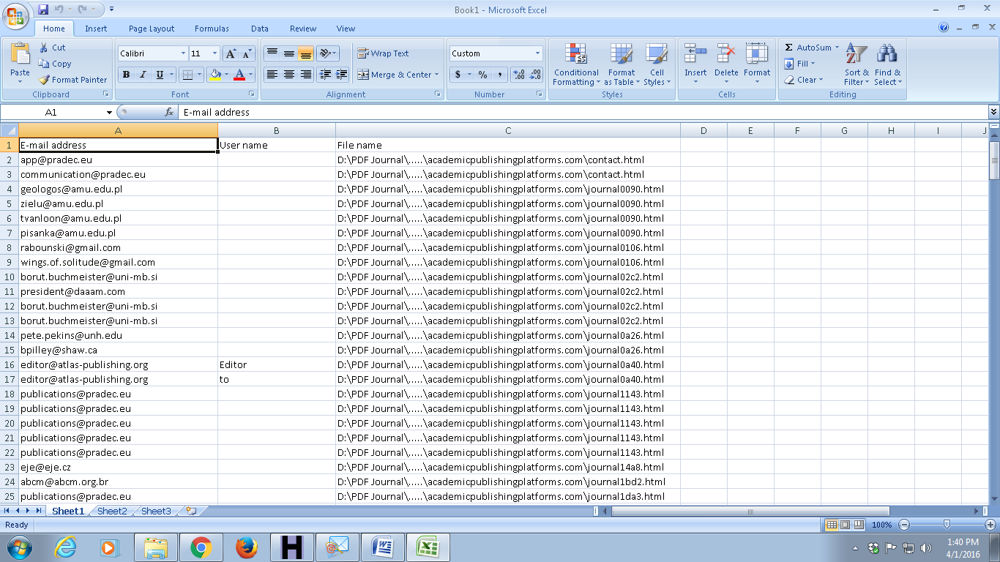 Book1 - Microsoft Excel
Home Insert Page Layout Formulas Data Review View
Paste
Cut
Copy
Format Painter
Clipboard
Calibri 11
B I U
Font
Wrap Text
Merge & Center
Alignment
Custom
$ % ,
Number
Conditional Formatting
Format as Table
Cell Styles
Styles
Insert Delete Format
Cells
Σ AutoSum
Fill
Clear
Sort & Filter
Find & Select
Editing
A1 fx E-mail address
A B C D E F G H I J
1 E-mail address User name File name
2 app@pradec.eu D:\PDF Journal\.....\academicpublishingplatforms.com\contact.html
3 communication@pradec.eu D:\PDF Journal\.....\academicpublishingplatforms.com\contact.html
4 geologos@amu.edu.pl D:\PDF Journal\.....\academicpublishingplatforms.com\journal0090.html
5 zielu@amu.edu.pl D:\PDF Journal\.....\academicpublishingplatforms.com\journal0090.html
6 tvanloon@amu.edu.pl D:\PDF Journal\.....\academicpublishingplatforms.com\journal0090.html
7 pisanka@amu.edu.pl D:\PDF Journal\.....\academicpublishingplatforms.com\journal0090.html
8 rabounski@gmail.com D:\PDF Journal\.....\academicpublishingplatforms.com\journal0106.html
9 wings.of.solitude@gmail.com D:\PDF Journal\.....\academicpublishingplatforms.com\journal0106.html
10 borut.buchmeister@uni-mb.si D:\PDF Journal\.....\academicpublishingplatforms.com\journal02c2.html
11 president@daaam.com D:\PDF Journal\.....\academicpublishingplatforms.com\journal02c2.html
12 borut.buchmeister@uni-mb.si D:\PDF Journal\.....\academicpublishingplatforms.com\journal02c2.html
13 borut.buchmeister@uni-mb.si D:\PDF Journal\.....\academicpublishingplatforms.com\journal02c2.html
14 pete.pekins@unh.edu D:\PDF Journal\.....\academicpublishingplatforms.com\journal0a26.html
15 bpilley@shaw.ca D:\PDF Journal\.....\academicpublishingplatforms.com\journal0a26.html
16 editor@atlas-publishing.org Editor D:\PDF Journal\.....\academicpublishingplatforms.com\journal0a40.html
17 editor@atlas-publishing.org to D:\PDF Journal\.....\academicpublishingplatforms.com\journal0a40.html
18 publications@pradec.eu D:\PDF Journal\.....\academicpublishingplatforms.com\journal1143.html
19 publications@pradec.eu D:\PDF Journal\.....\academicpublishingplatforms.com\journal1143.html
20 publications@pradec.eu D:\PDF Journal\.....\academicpublishingplatforms.com\journal1143.html
21 publications@pradec.eu D:\PDF Journal\.....\academicpublishingplatforms.com\journal1143.html
22 publications@pradec.eu D:\PDF Journal\.....\academicpublishingplatforms.com\journal1143.html
23 eje@eje.cz D:\PDF Journal\.....\academicpublishingplatforms.com\journal14a8.html
24 abcm@abcm.org.br D:\PDF Journal\.....\academicpublishingplatforms.com\journal1bd2.html
25 publications@pradec.eu D:\PDF Journal\.....\academicpublishingplatforms.com\journal1da3.html
Sheet1 Sheet2 Sheet3
Ready 100%
1:40 PM
4/1/2016